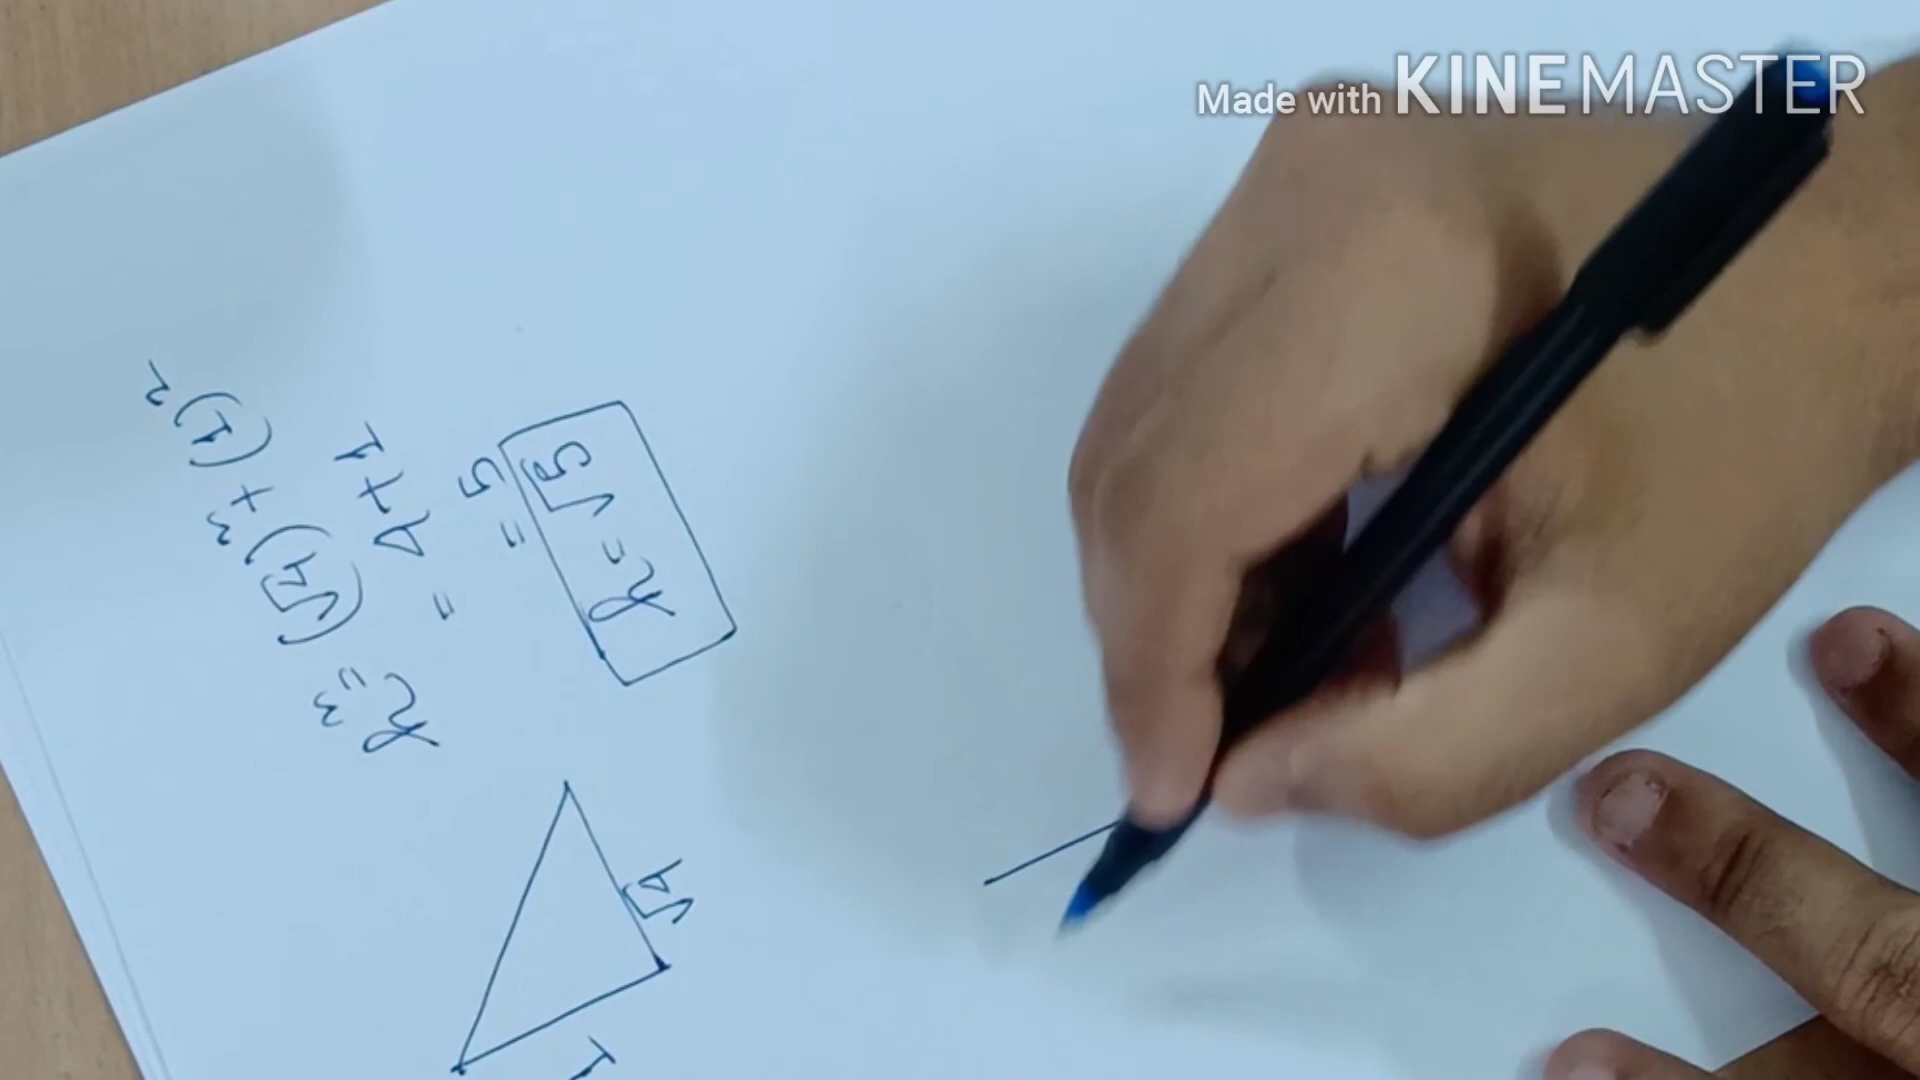 h² = (√4)² + (1)²
= 4+1
= 5
h = √5
√4
1
Made with KINEMASTER